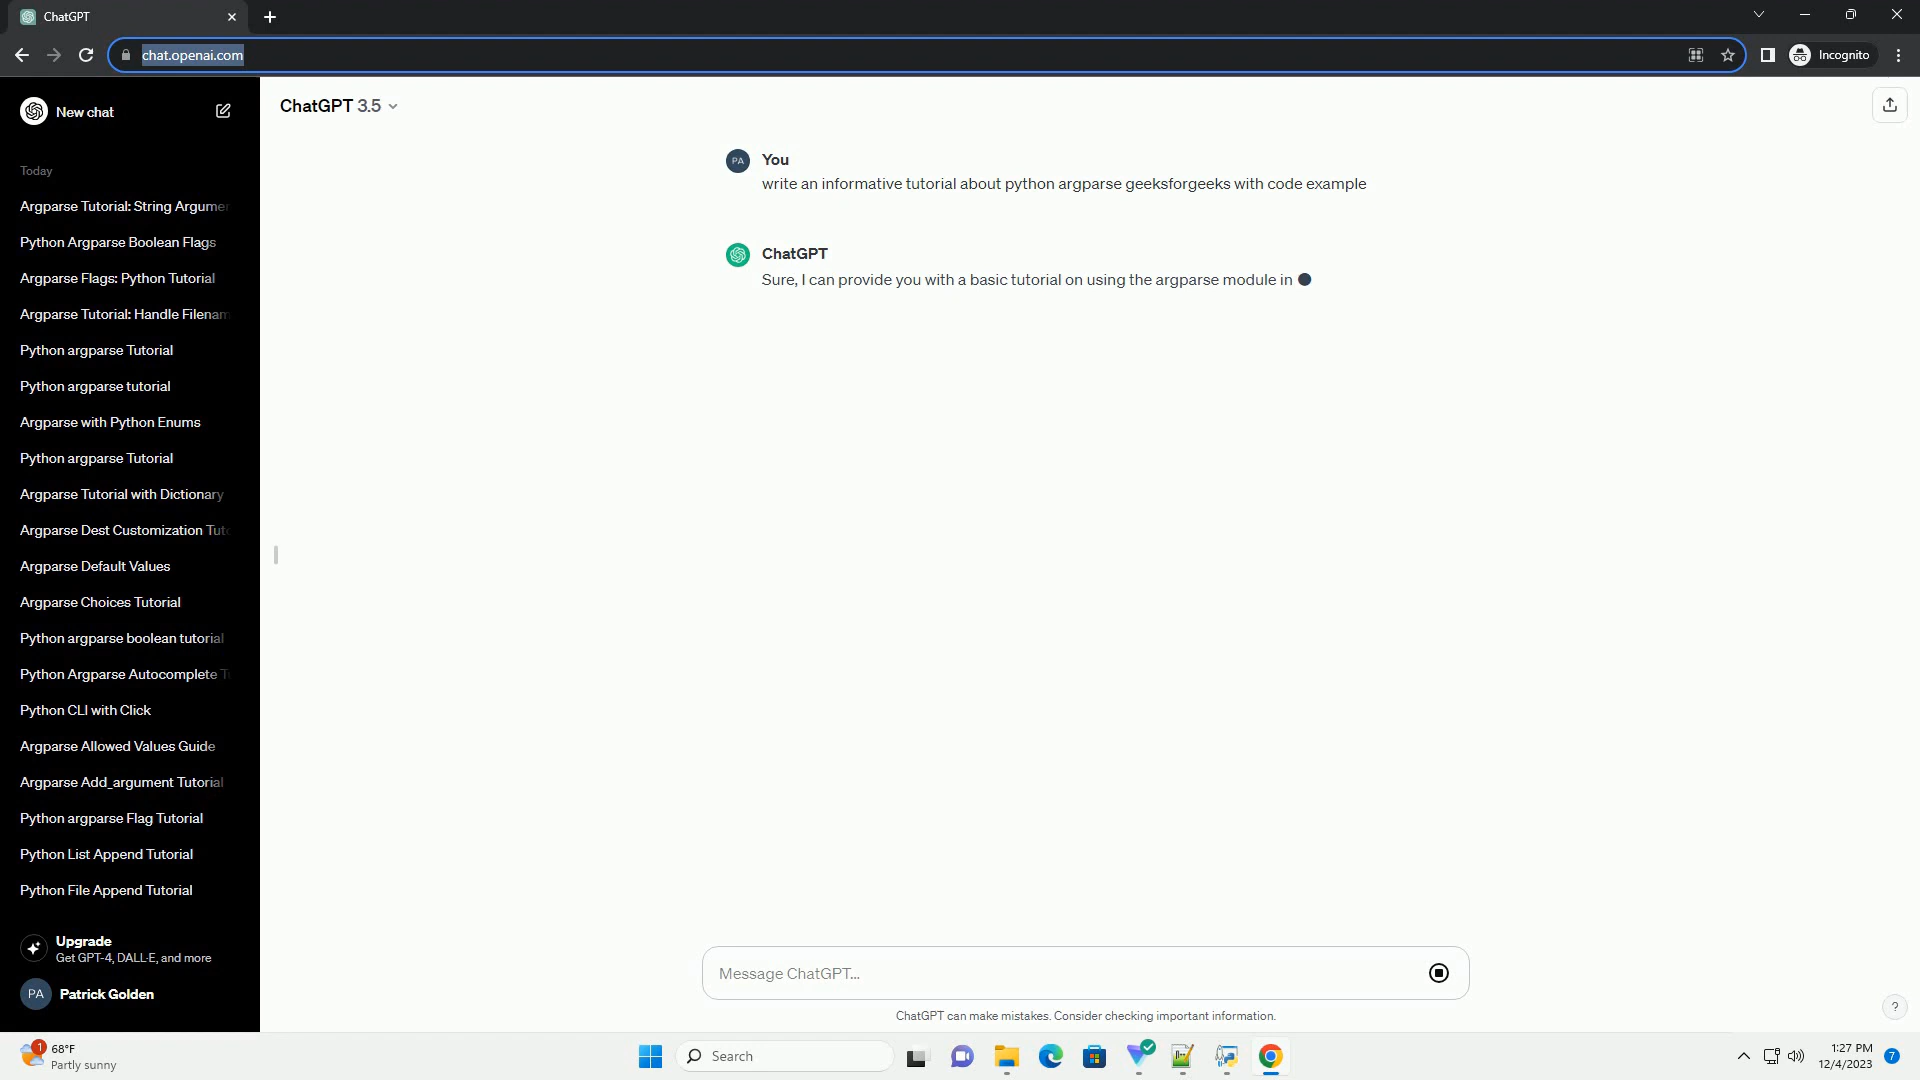 ChatGPT
chat.openai.com
Incognito
New chat
Today
Argparse Tutorial: String Argumen
Python Argparse Boolean Flags
Argparse Flags: Python Tutorial
Argparse Tutorial: Handle Filenam
Python argparse Tutorial
Python argparse tutorial
Argparse with Python Enums
Python argparse Tutorial
Argparse Tutorial with Dictionary
Argparse Dest Customization Tuto
Argparse Default Values
Argparse Choices Tutorial
Python argparse boolean tutorial
Python Argparse Autocomplete T
Python CLI with Click
Argparse Allowed Values Guide
Argparse Add_argument Tutorial
Python argparse Flag Tutorial
Python List Append Tutorial
Python File Append Tutorial
Upgrade
Get GPT-4, DALL·E, and more
PA Patrick Golden
ChatGPT 3.5
PA You
write an informative tutorial about python argparse geeksforgeeks with code example
ChatGPT
Sure, I can provide you with a basic tutorial on using the argparse module in
Message ChatGPT...
ChatGPT can make mistakes. Consider checking important information.
?
1
68°F
Partly sunny
Search
1:27 PM
12/4/2023
7